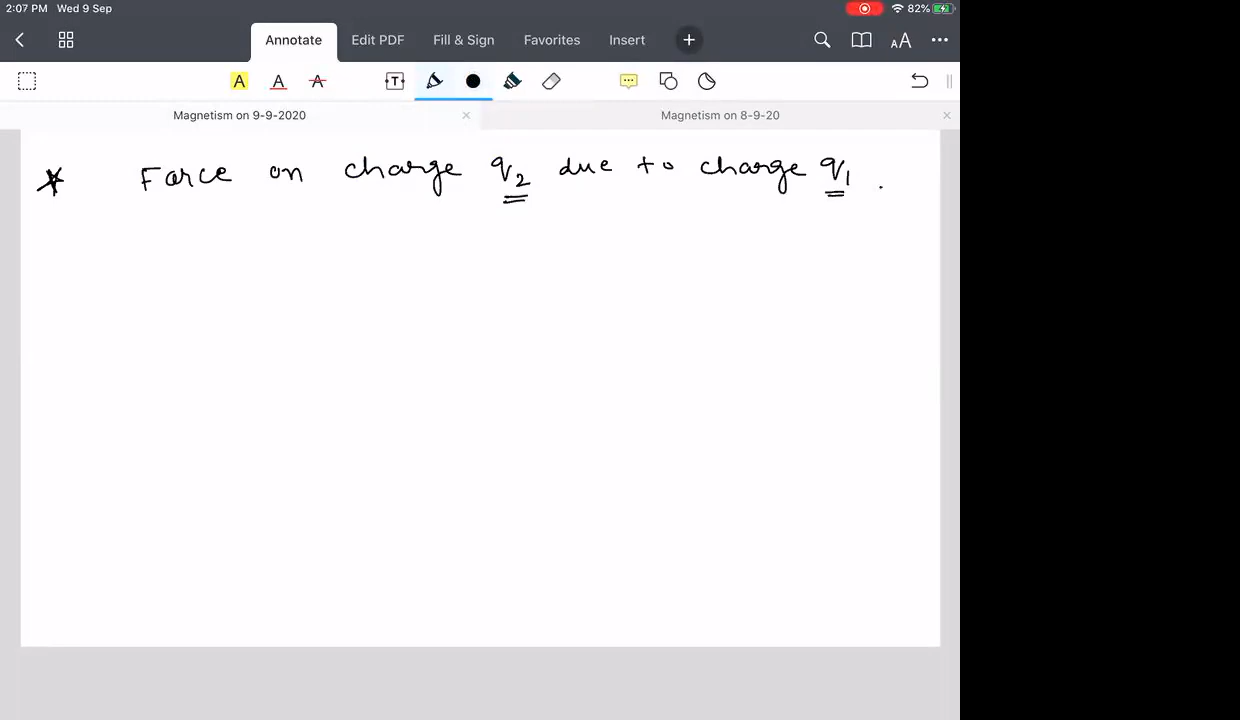 2:07 PM Wed 9 Sep 82%
Annotate Edit PDF Fill & Sign Favorites Insert
Magnetism on 9-9-2020 Magnetism on 8-9-20
Force on charge q2 due to charge q1 .